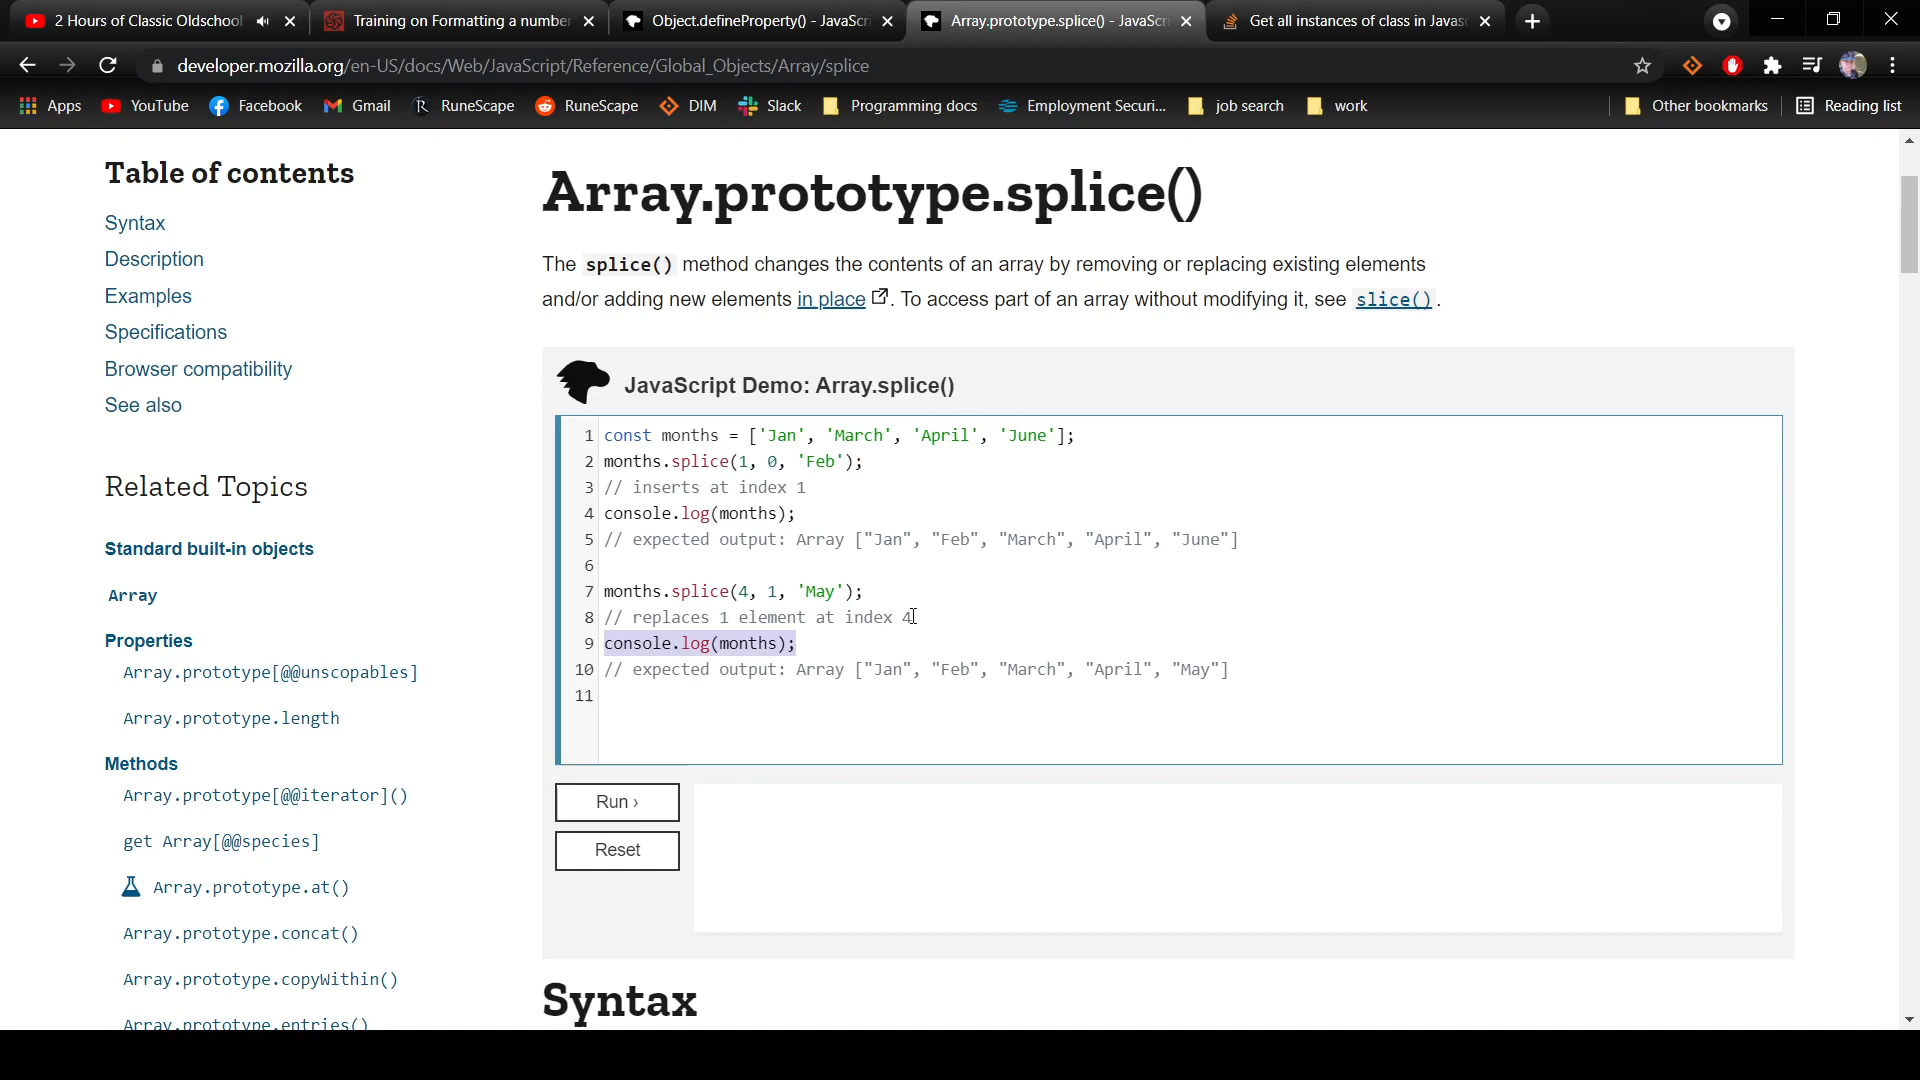 2 Hours of Classic Oldschool
Training on Formatting a number
Object.defineProperty() - JavaScri
Array.prototype.splice() - JavaScri
Get all instances of class in Javasc
developer.mozilla.org/en-US/docs/Web/JavaScript/Reference/Global_Objects/Array/splice
Apps YouTube Facebook Gmail RuneScape RuneScape DIM Slack Programming docs Employment Securi... job search work Other bookmarks Reading list
Table of contents
Syntax
Description
Examples
Specifications
Browser compatibility
See also
Related Topics
Standard built-in objects
Array
Properties
Array.prototype[@@unscopables]
Array.prototype.length
Methods
Array.prototype[@@iterator]()
get Array[@@species]
Array.prototype.at()
Array.prototype.concat()
Array.prototype.copyWithin()
Array.prototype.entries()
Array.prototype.splice()
The splice() method changes the contents of an array by removing or replacing existing elements
and/or adding new elements in place. To access part of an array without modifying it, see slice().
JavaScript Demo: Array.splice()
1 const months = ['Jan', 'March', 'April', 'June'];
2 months.splice(1, 0, 'Feb');
3 // inserts at index 1
4 console.log(months);
5 // expected output: Array ["Jan", "Feb", "March", "April", "June"]
6
7 months.splice(4, 1, 'May');
8 // replaces 1 element at index 4
9 console.log(months);
10 // expected output: Array ["Jan", "Feb", "March", "April", "May"]
11
Run ›
Reset
Syntax